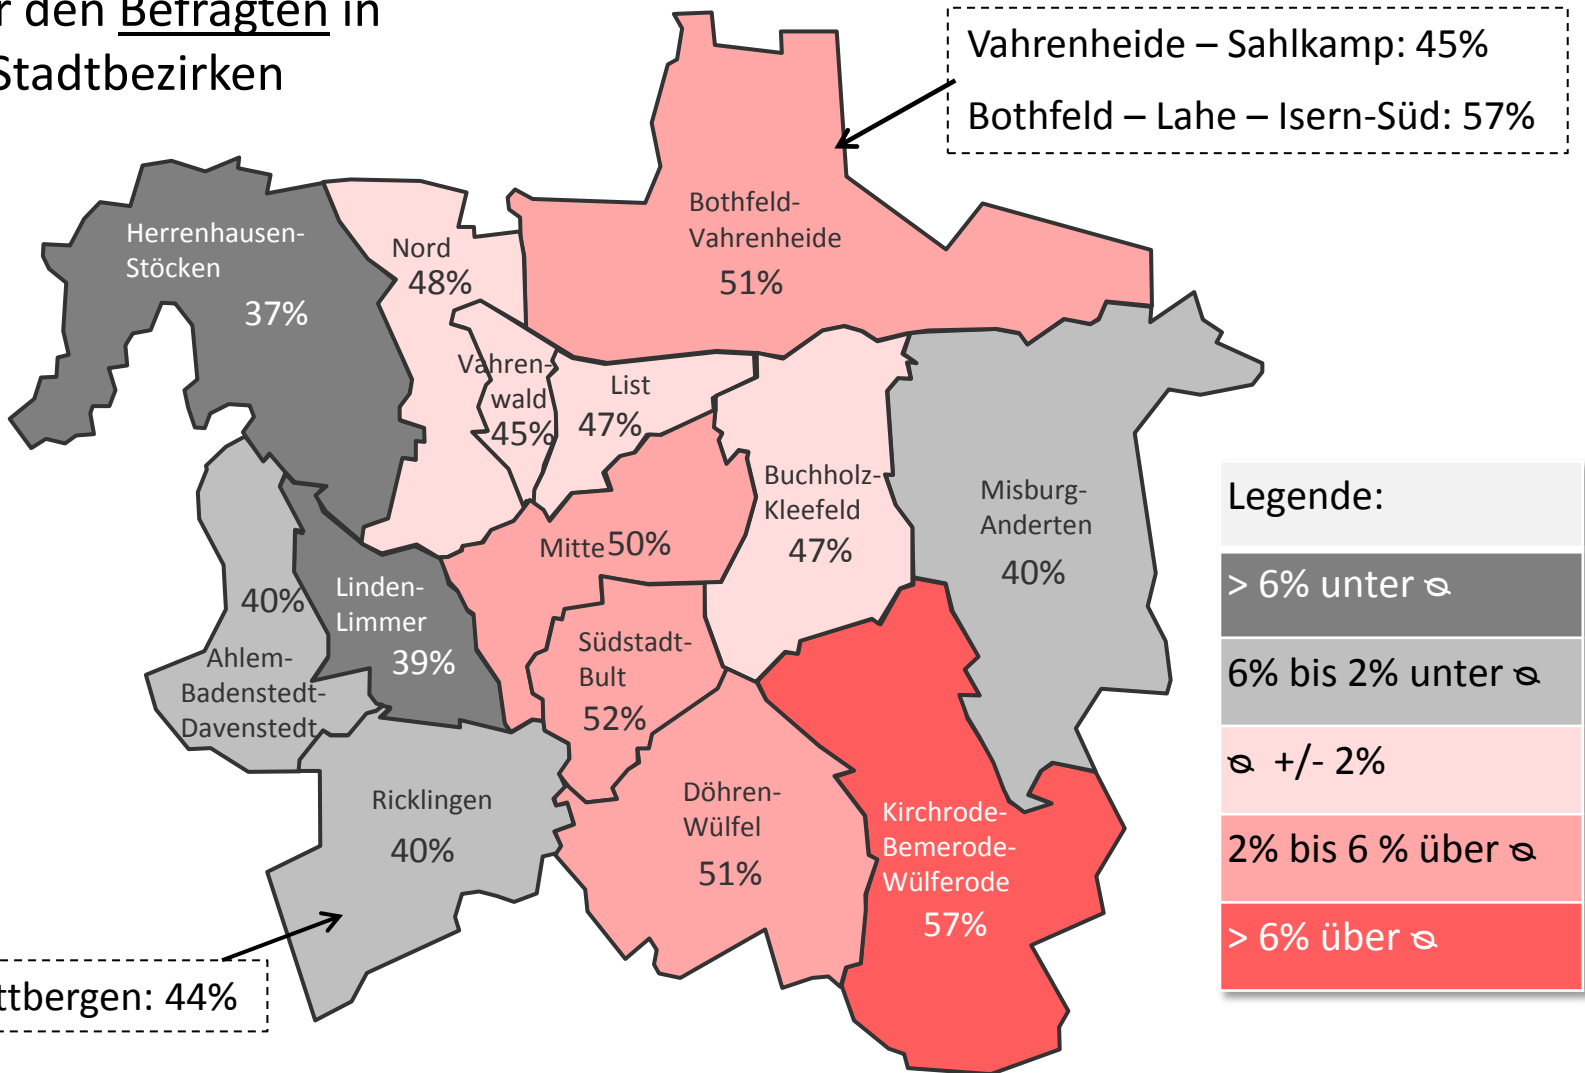 r den Befragten in
Stadtbezirken
Vahrenheide – Sahlkamp: 45%
Bothfeld – Lahe – Isern-Süd: 57%
Herrenhausen-
Stöcken
37%
Nord
48%
Bothfeld-
Vahrenheide
51%
Vahren-
wald
45%
List
47%
Mitte 50%
Buchholz-
Kleefeld
47%
Misburg-
Anderten
40%
40%
Ahlem-
Badenstedt-
Davenstedt
Linden-
Limmer
39%
Südstadt-
Bult
52%
Ricklingen
40%
Döhren-
Wülfel
51%
Kirchrode-
Bemerode-
Wülferode
57%
ttbergen: 44%
Legende:
> 6% unter ⌀
6% bis 2% unter ⌀
⌀ +/- 2%
2% bis 6 % über ⌀
> 6% über ⌀